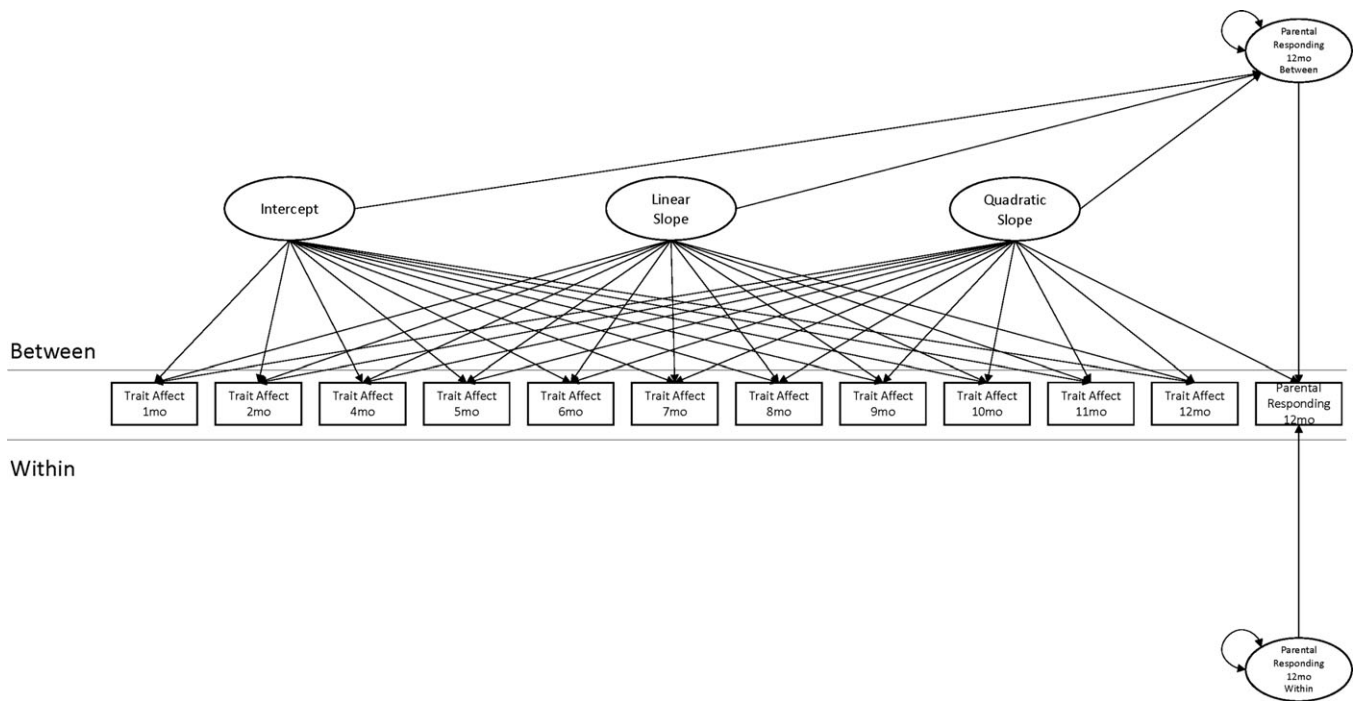 Parental
Responding
12mo
Between
Intercept
Linear
Slope
Quadratic
Slope
Between
Trait Affect
1mo
Trait Affect
2mo
Trait Affect
4mo
Trait Affect
5mo
Trait Affect
6mo
Trait Affect
7mo
Trait Affect
8mo
Trait Affect
9mo
Trait Affect
10mo
Trait Affect
11mo
Trait Affect
12mo
Parental
Responding
12mo
Within
Parental
Responding
12mo
Within